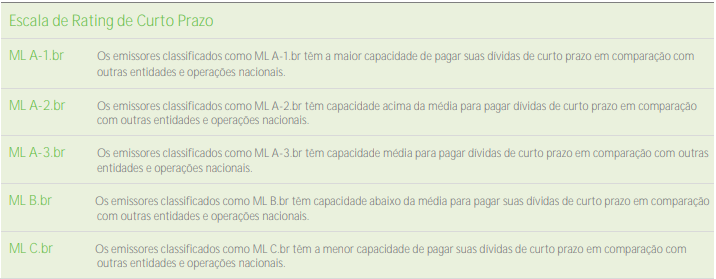 Escala de Rating de Curto Prazo
ML A-1.br Os emissores classificados como ML A-1.br têm a maior capacidade de pagar suas dívidas de curto prazo em comparação com
outras entidades e operações nacionais.
ML A-2.br Os emissores classificados como ML A-2.br têm capacidade acima da média para pagar dívidas de curto prazo em comparação
com outras entidades e operações nacionais.
ML A-3.br Os emissores classificados como ML A-3.br têm capacidade média para pagar dívidas de curto prazo em comparação com outras
entidades e operações nacionais.
ML B.br Os emissores classificados como ML B.br têm capacidade abaixo da média para pagar suas dívidas de curto prazo em comparação
com outras entidades e operações nacionais.
ML C.br Os emissores classificados como ML C.br têm a menor capacidade de pagar suas dívidas de curto prazo em comparação com
outras entidades e operações nacionais.